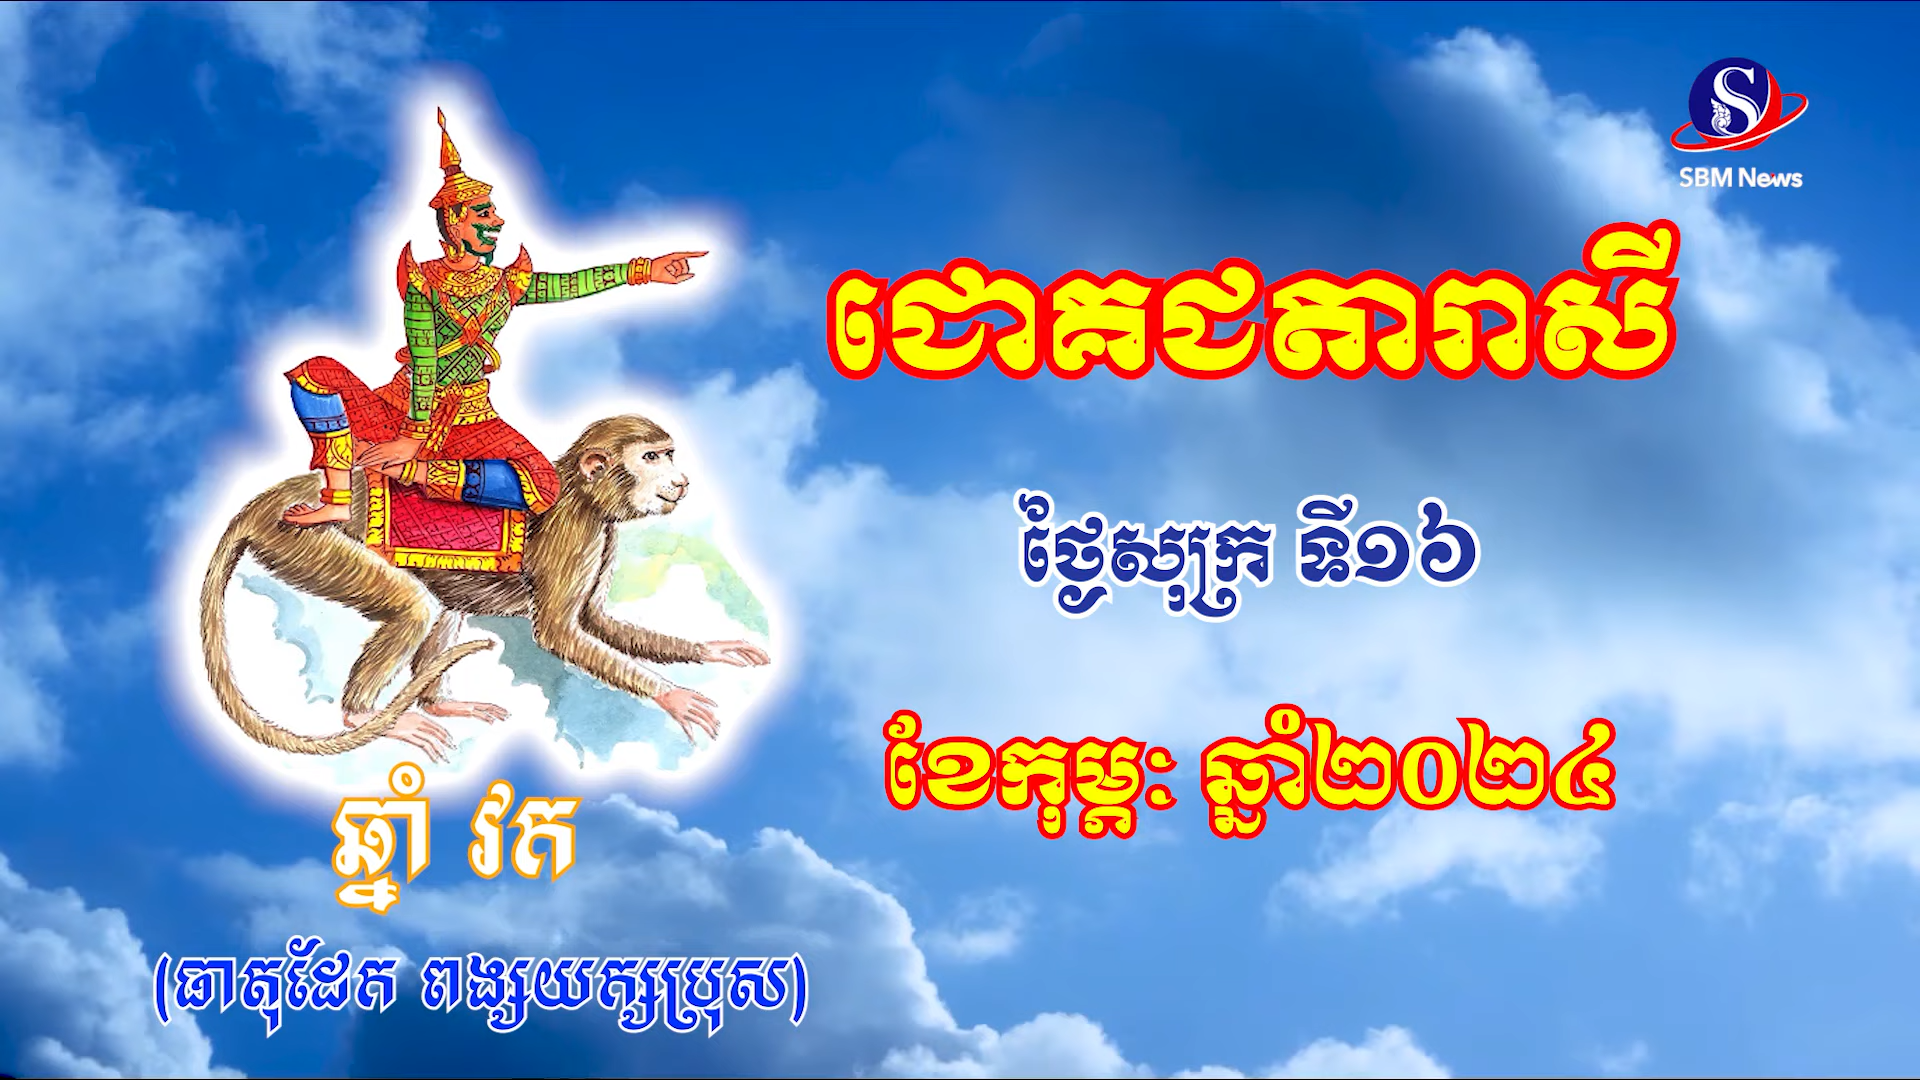 SBM News
ជោគជតារាសី
ថ្ងៃសុក្រ ទី១៦
ខែកុម្ភៈ ឆ្នាំ២០២៤
ឆ្នាំ វក
(ធាតុដែក ពង្សយក្សប្រុស)